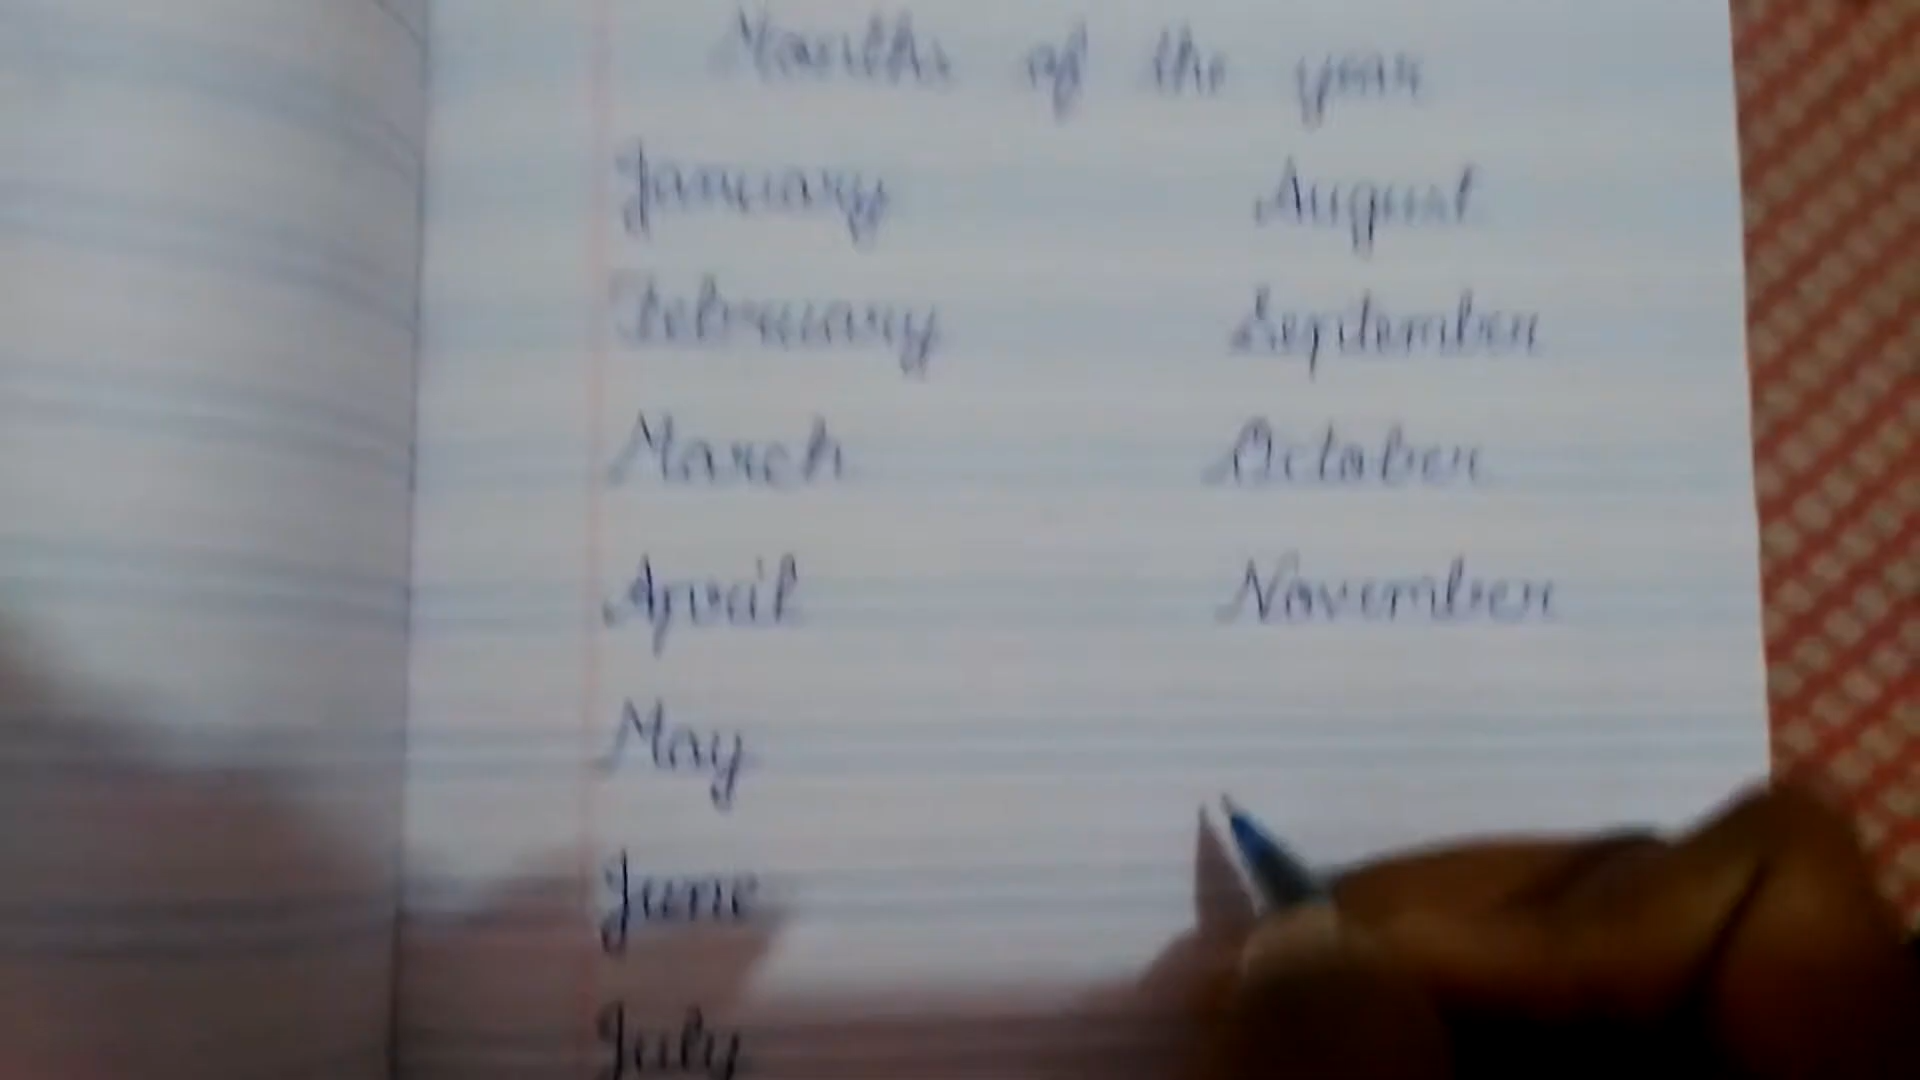 Months of the year
January
February
March
April
May
June
July
August
September
October
November